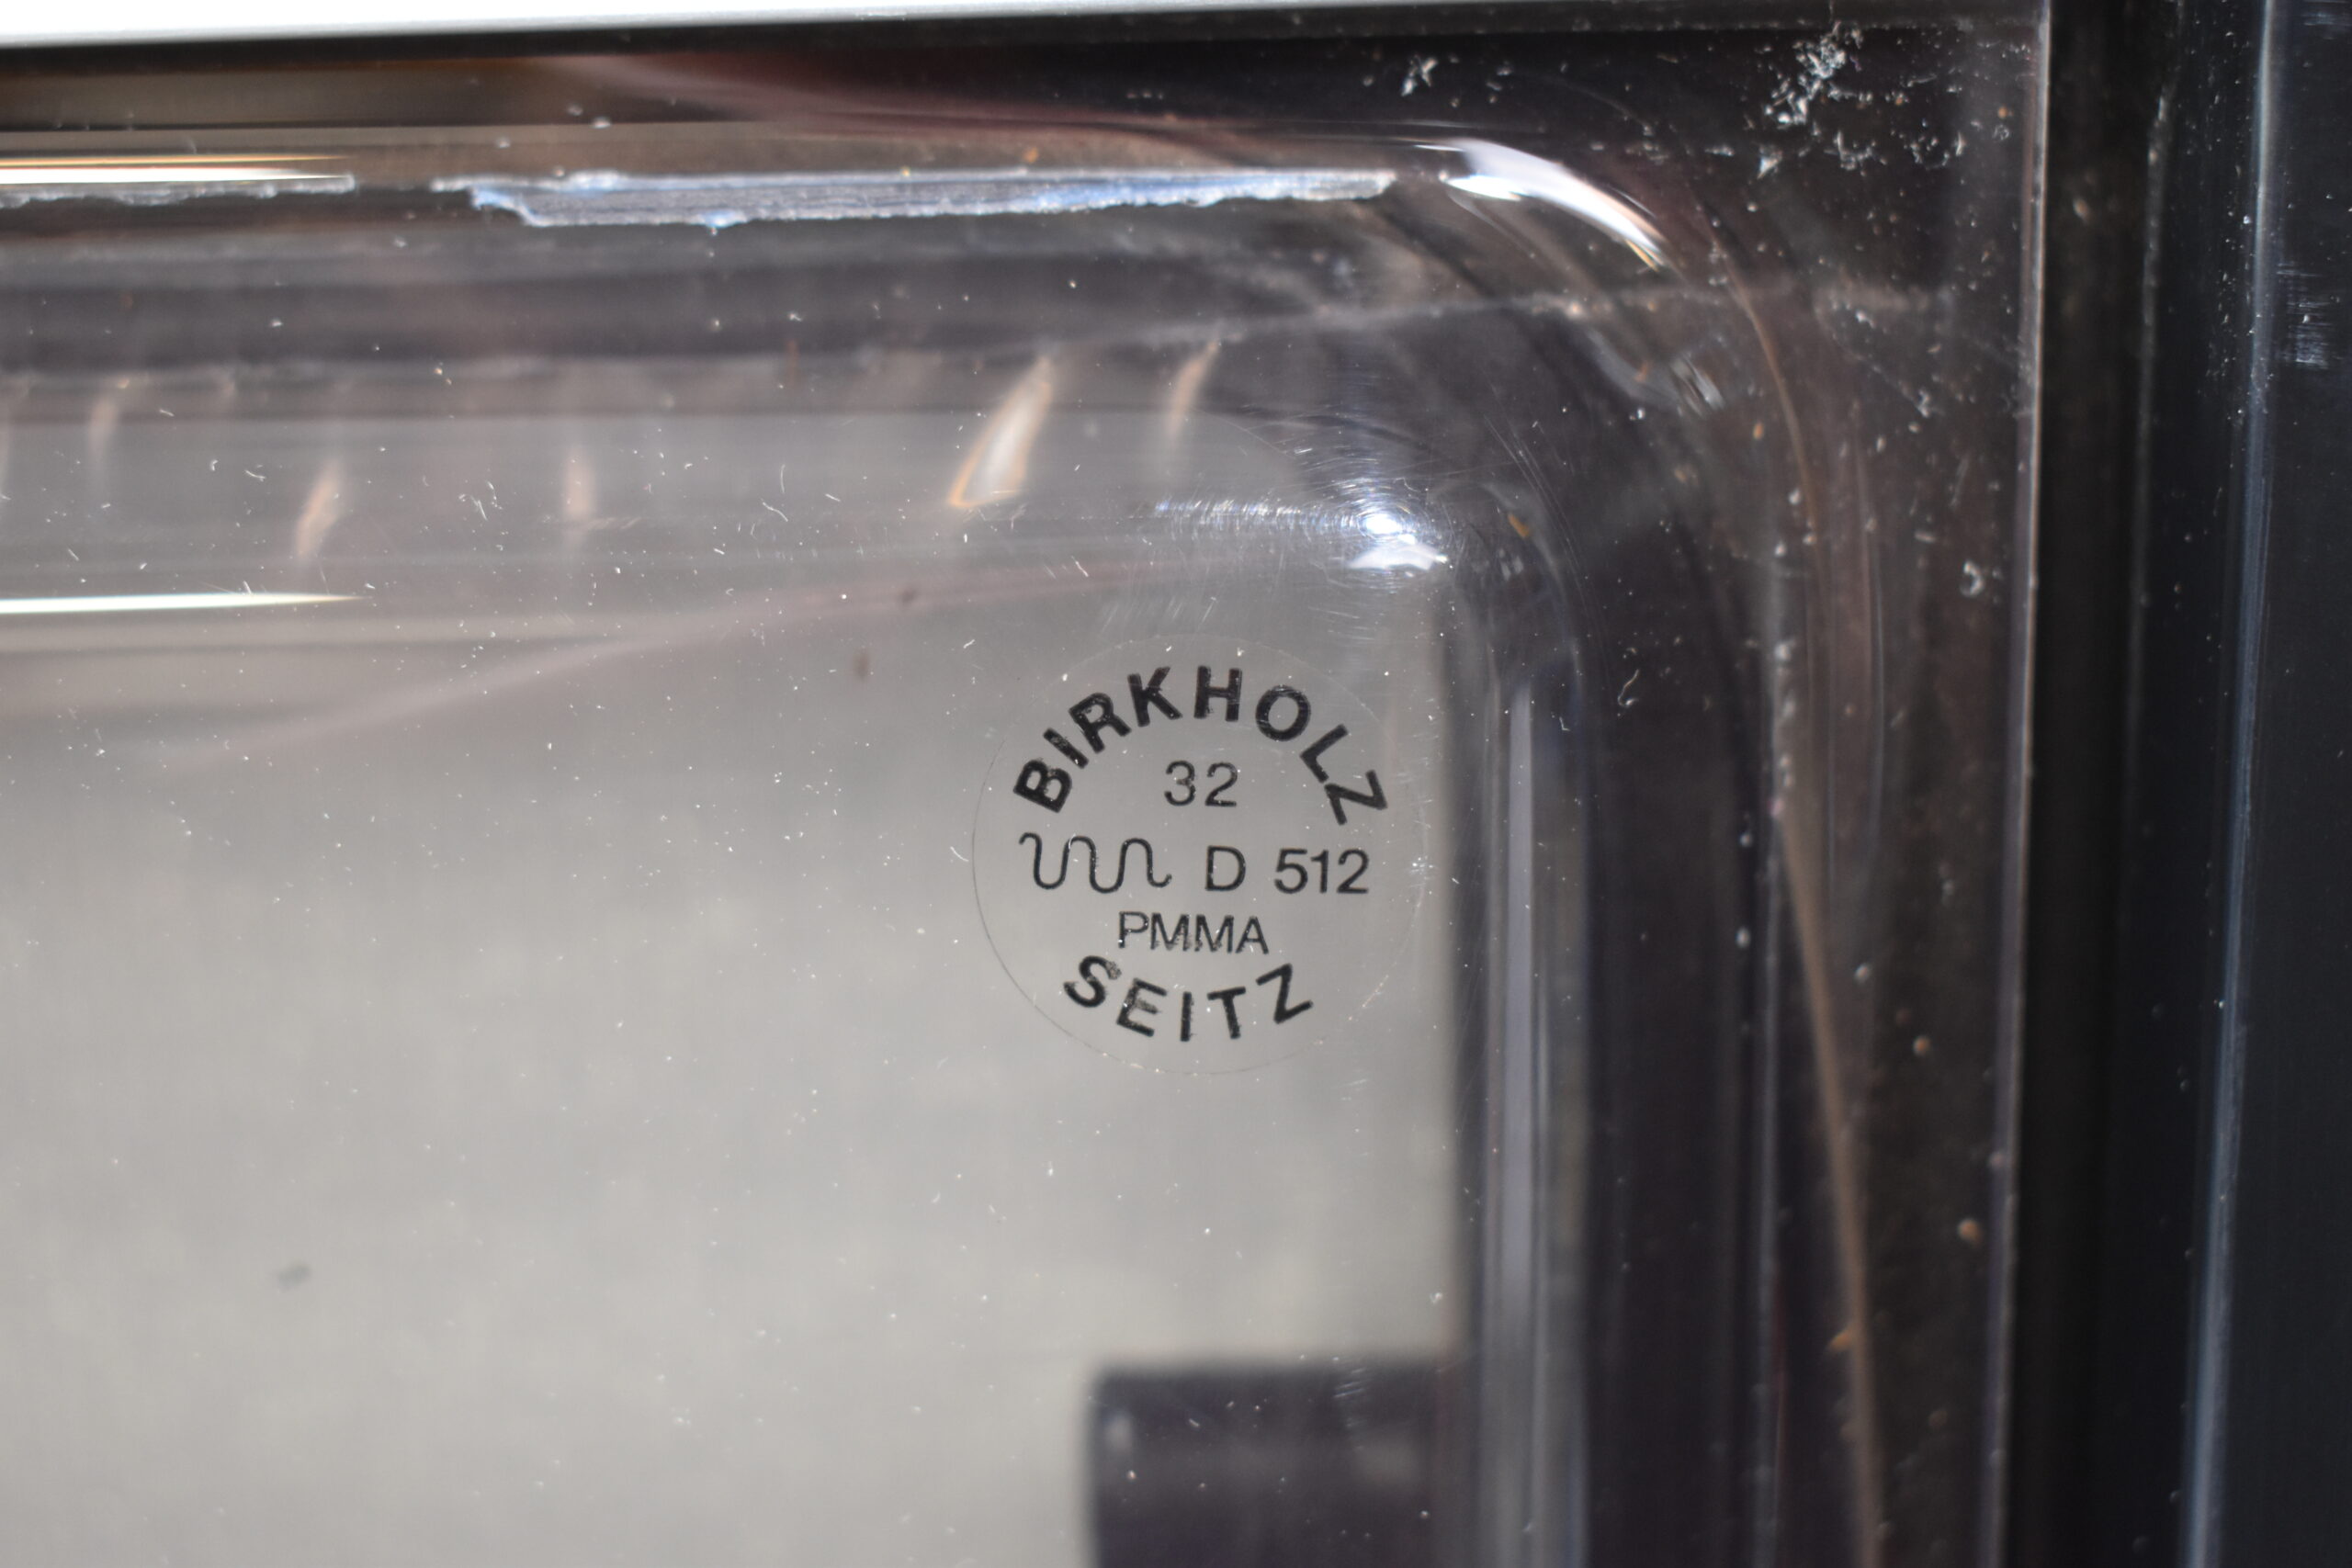 BIRKHOLZ
32
D 512
PMMA
SEITZ